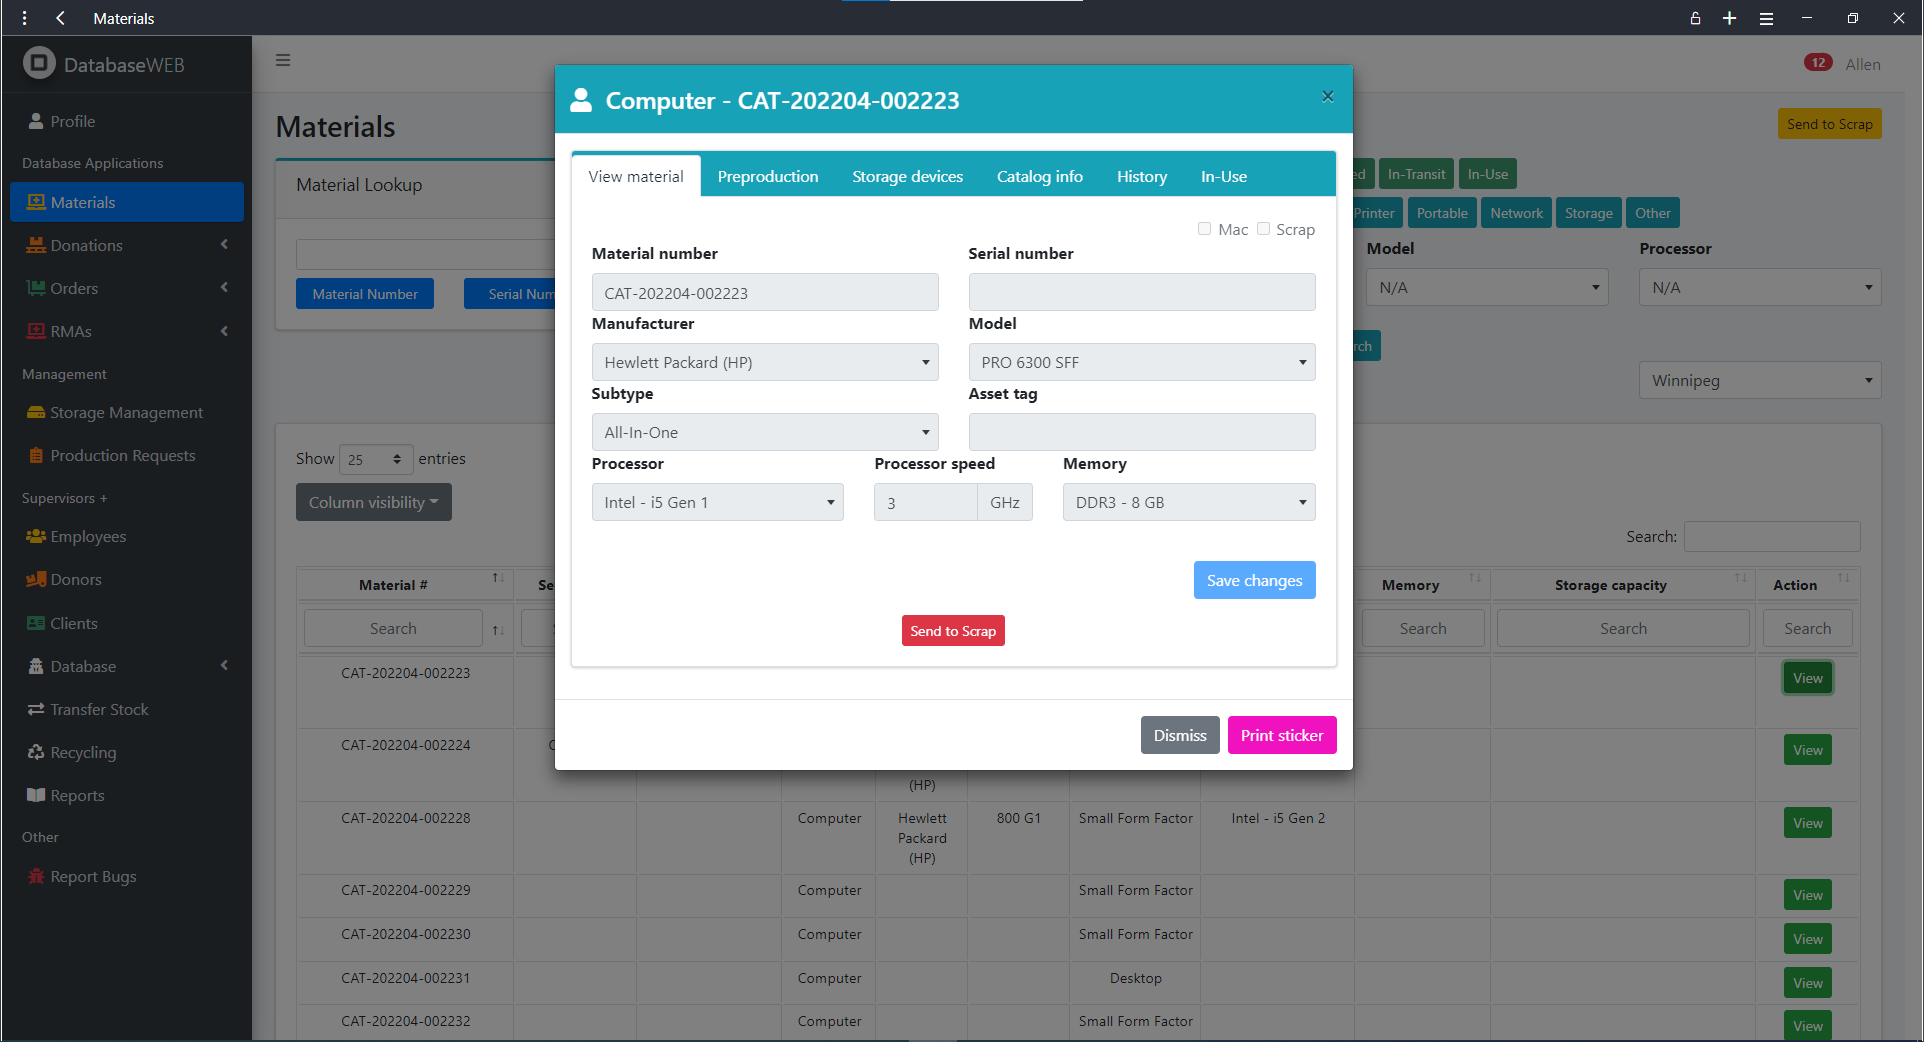 Materials
DatabaseWEB
12 Allen
Profile
Database Applications
Materials
Donations
Orders
RMAs
Management
Storage Management
Production Requests
Supervisors +
Employees
Donors
Clients
Database
Transfer Stock
Recycling
Reports
Other
Report Bugs
Materials
Send to Scrap
Material Lookup
Material Number
In-Transit In-Use
Printer Portable Network Storage Other
Model Processor
N/A N/A
Winnipeg
Computer - CAT-202204-002223
×
View material Preproduction Storage devices Catalog info History In-Use
Mac Scrap
Material number Serial number
CAT-202204-002223
Manufacturer Model
Hewlett Packard (HP) PRO 6300 SFF
Subtype Asset tag
All-In-One
Processor Processor speed Memory
Intel - i5 Gen 1 3 GHz DDR3 - 8 GB
Save changes
Send to Scrap
Dismiss Print sticker
Show 25 entries
Column visibility
Search:
Material # Memory Storage capacity Action
Search Search Search Search
CAT-202204-002223 View
CAT-202204-002224 View
(HP)
CAT-202204-002228 Computer Hewlett 800 G1 Small Form Factor Intel - i5 Gen 2 View
Packard
(HP)
CAT-202204-002229 Computer Small Form Factor View
CAT-202204-002230 Computer Small Form Factor View
CAT-202204-002231 Computer Desktop View
CAT-202204-002232 Computer Small Form Factor View